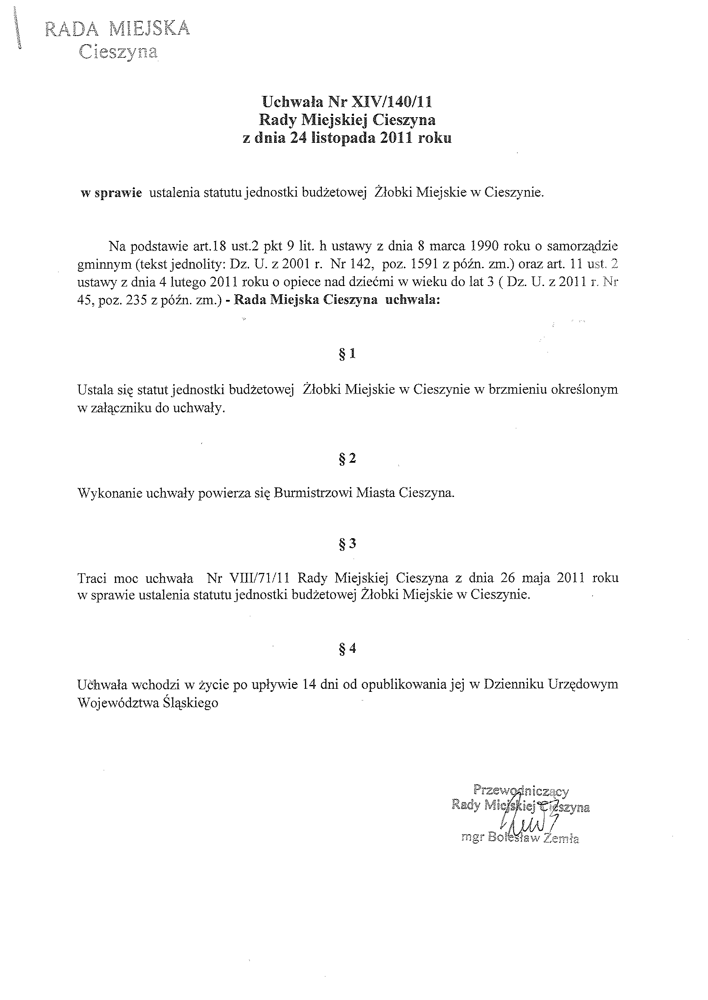 RADA MIEJSKA
Cieszyna
Uchwała Nr XIV/140/11
Rady Miejskiej Cieszyna
z dnia 24 listopada 2011 roku
w sprawie ustalenia statutu jednostki budżetowej Żłobki Miejskie w Cieszynie.
Na podstawie art.18 ust.2 pkt 9 lit. h ustawy z dnia 8 marca 1990 roku o samorządzie
gminnym (tekst jednolity: Dz. U. z 2001 r. Nr 142, poz. 1591 z późn. zm.) oraz art. 11 ust. 2
ustawy z dnia 4 lutego 2011 roku o opiece nad dziećmi w wieku do lat 3 ( Dz. U. z 2011 r. Nr
45, poz. 235 z późn. zm.) - Rada Miejska Cieszyna uchwala:
§ 1
Ustala się statut jednostki budżetowej Żłobki Miejskie w Cieszynie w brzmieniu określonym
w załączniku do uchwały.
§ 2
Wykonanie uchwały powierza się Burmistrzowi Miasta Cieszyna.
§ 3
Traci moc uchwała Nr VIII/71/11 Rady Miejskiej Cieszyna z dnia 26 maja 2011 roku
w sprawie ustalenia statutu jednostki budżetowej Żłobki Miejskie w Cieszynie.
§ 4
Uchwała wchodzi w życie po upływie 14 dni od opublikowania jej w Dzienniku Urzędowym
Województwa Śląskiego
Przewodniczący
Rady Miejskiej Cieszyna
mgr Bolesław Zemła